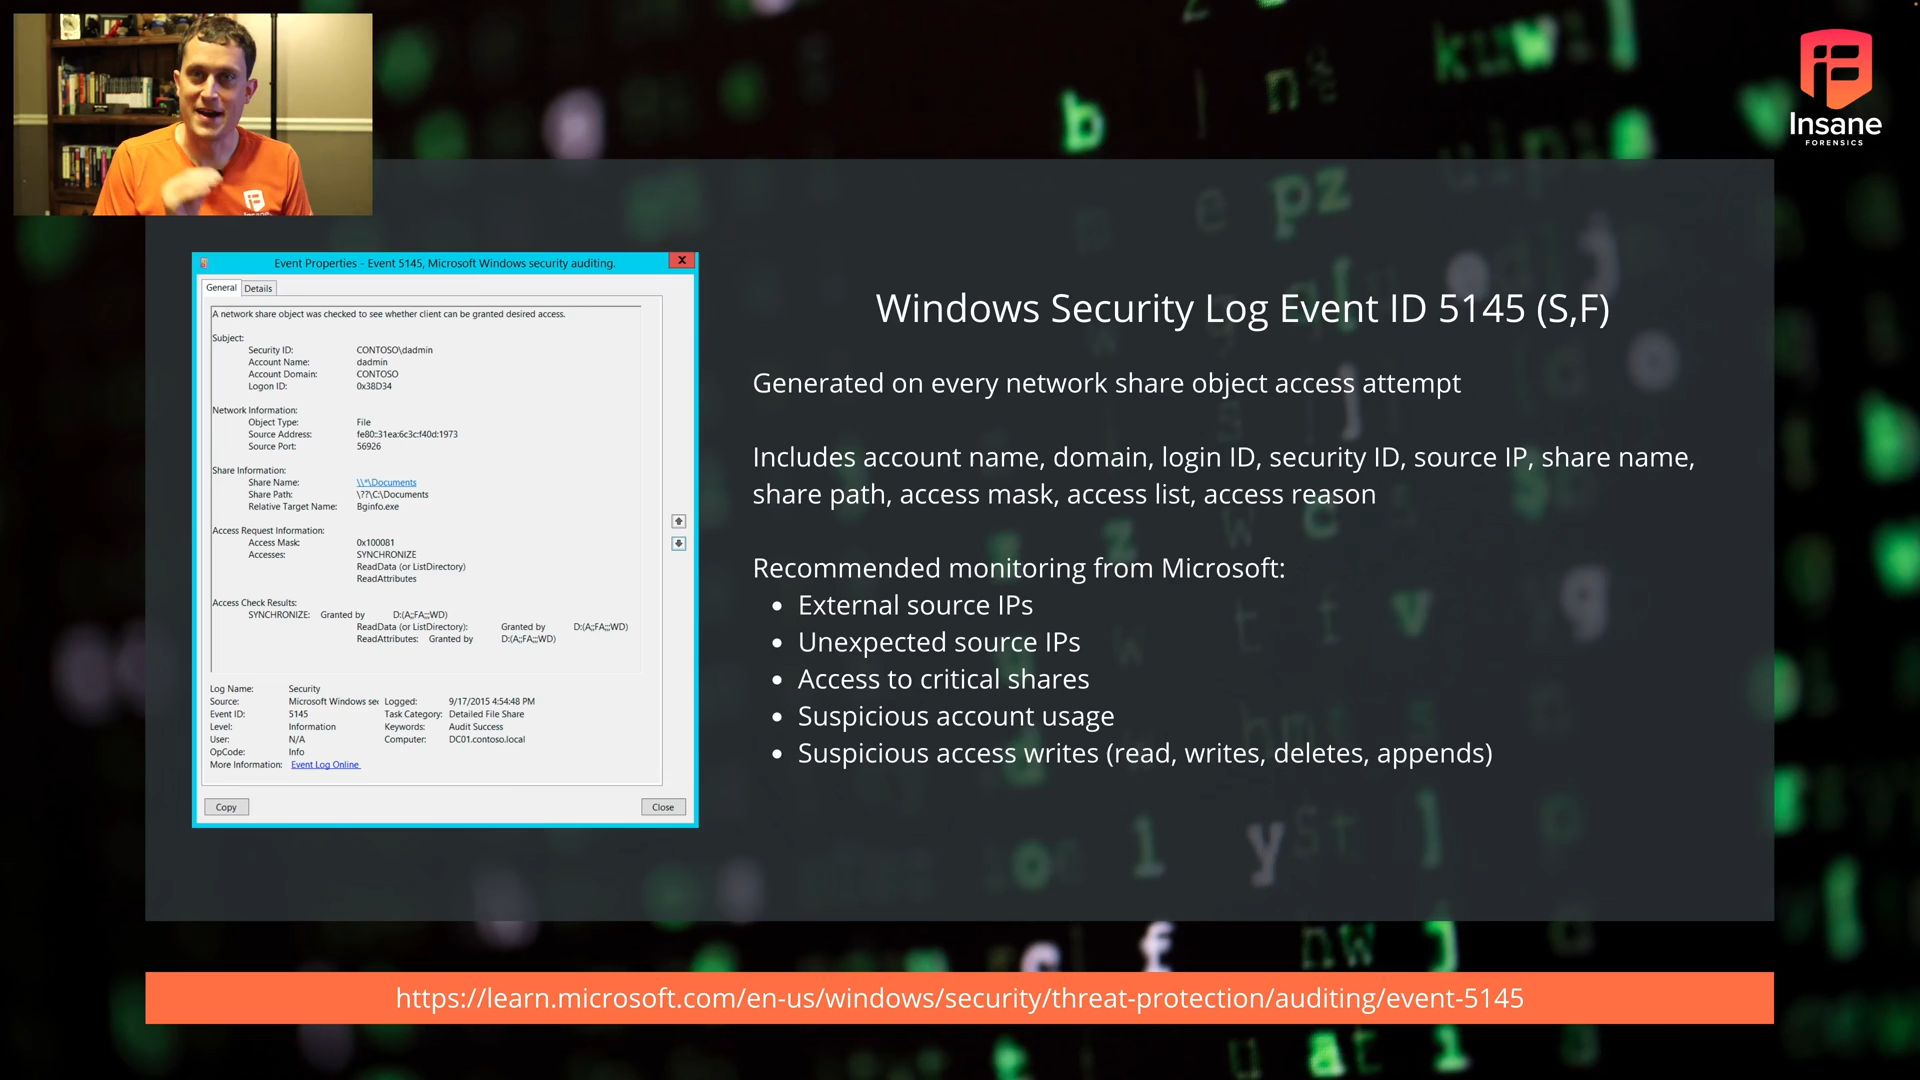 Insane
FORENSICS
Event Properties - Event 5145, Microsoft Windows security auditing.
X
General Details
A network share object was checked to see whether client can be granted desired access.
Subject:
Security ID: CONTOSO\dadmin
Account Name: dadmin
Account Domain: CONTOSO
Logon ID: 0x38D34
Network Information:
Object Type: File
Source Address: fe80::31ea:6c3c:f40d:1973
Source Port: 56926
Share Information:
Share Name: \\*\Documents
Share Path: \??\C:\Documents
Relative Target Name: Bginfo.exe
Access Request Information:
Access Mask: 0x100081
Accesses: SYNCHRONIZE
ReadData (or ListDirectory)
ReadAttributes
Access Check Results:
SYNCHRONIZE: Granted by D:(A;;FA;;;WD)
ReadData (or ListDirectory): Granted by D:(A;;FA;;;WD)
ReadAttributes: Granted by D:(A;;FA;;;WD)
Log Name: Security
Source: Microsoft Windows sec Logged: 9/17/2015 4:54:48 PM
Event ID: 5145 Task Category: Detailed File Share
Level: Information Keywords: Audit Success
User: N/A Computer: DC01.contoso.local
OpCode: Info
More Information: Event Log Online
Copy Close
Windows Security Log Event ID 5145 (S,F)
Generated on every network share object access attempt
Includes account name, domain, login ID, security ID, source IP, share name,
share path, access mask, access list, access reason
Recommended monitoring from Microsoft:
• External source IPs
• Unexpected source IPs
• Access to critical shares
• Suspicious account usage
• Suspicious access writes (read, writes, deletes, appends)
https://learn.microsoft.com/en-us/windows/security/threat-protection/auditing/event-5145